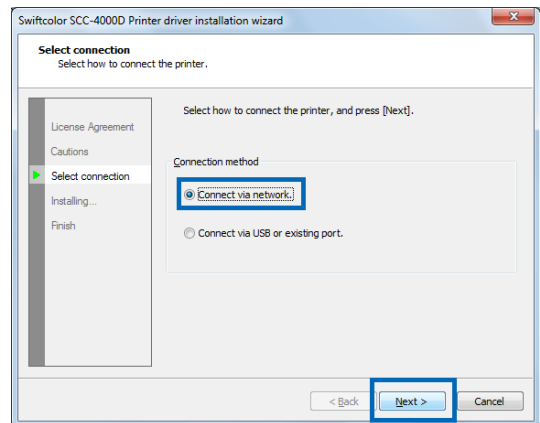 Swiftcolor SCC-4000D Printer driver installation wizard
Select connection
Select how to connect the printer.
Select how to connect the printer, and press [Next].
License Agreement
Cautions
Select connection
Installing...
Finish
Connection method
Connect via network.
Connect via USB or existing port.
< Back
Next >
Cancel